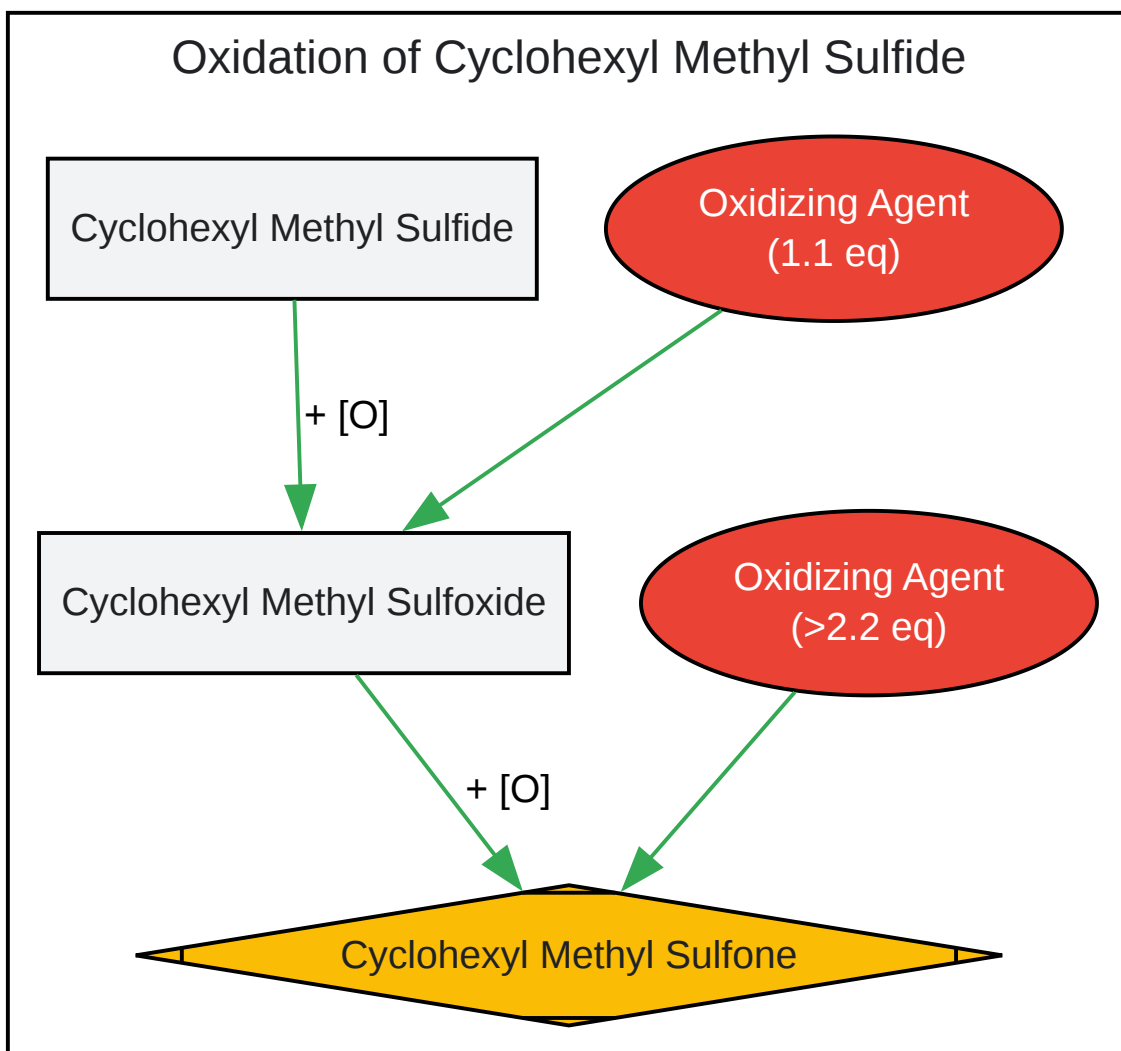 Oxidation of Cyclohexyl Methyl Sulfide
Cyclohexyl Methyl Sulfide
Oxidizing Agent
(1.1 eq)
+ [O]
Cyclohexyl Methyl Sulfoxide
Oxidizing Agent
(>2.2 eq)
+ [O]
Cyclohexyl Methyl Sulfone